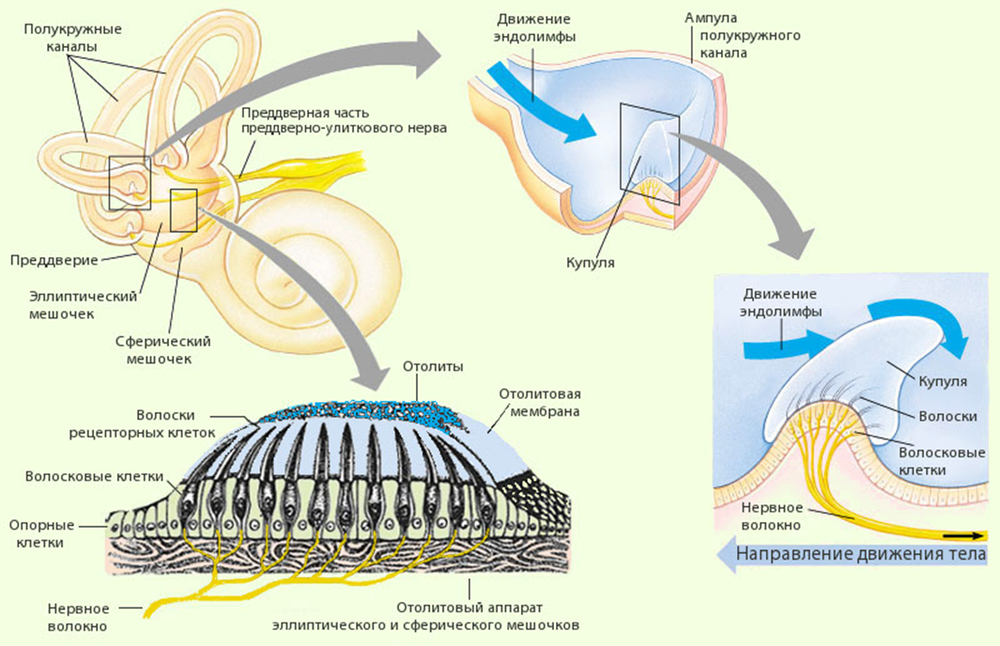 Полукружные
каналы
Преддверная часть
преддверно-улиткового нерва
Преддверие
Эллиптический
мешочек
Сферический
мешочек
Движение
эндолимфы
Ампула
полукружного
канала
Купуля
Движение
эндолимфы
Купуля
Волоски
Волосковые
клетки
Нервное
волокно
Направление движения тела
Отолиты
Отолитовая
мембрана
Волоски
рецепторных клеток
Волосковые клетки
Опорные
клетки
Нервное
волокно
Отолитовый аппарат
эллиптического и сферического мешочков